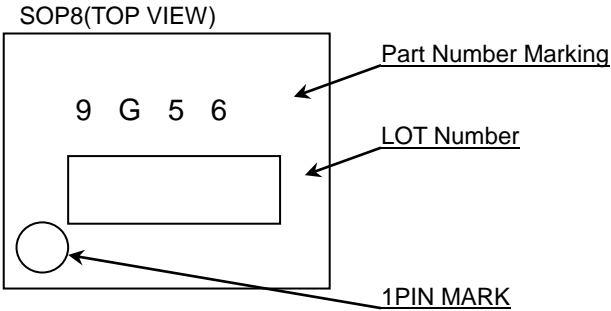 SOP8(TOP VIEW)
Part Number Marking
9 G 5 6
LOT Number
1PIN MARK